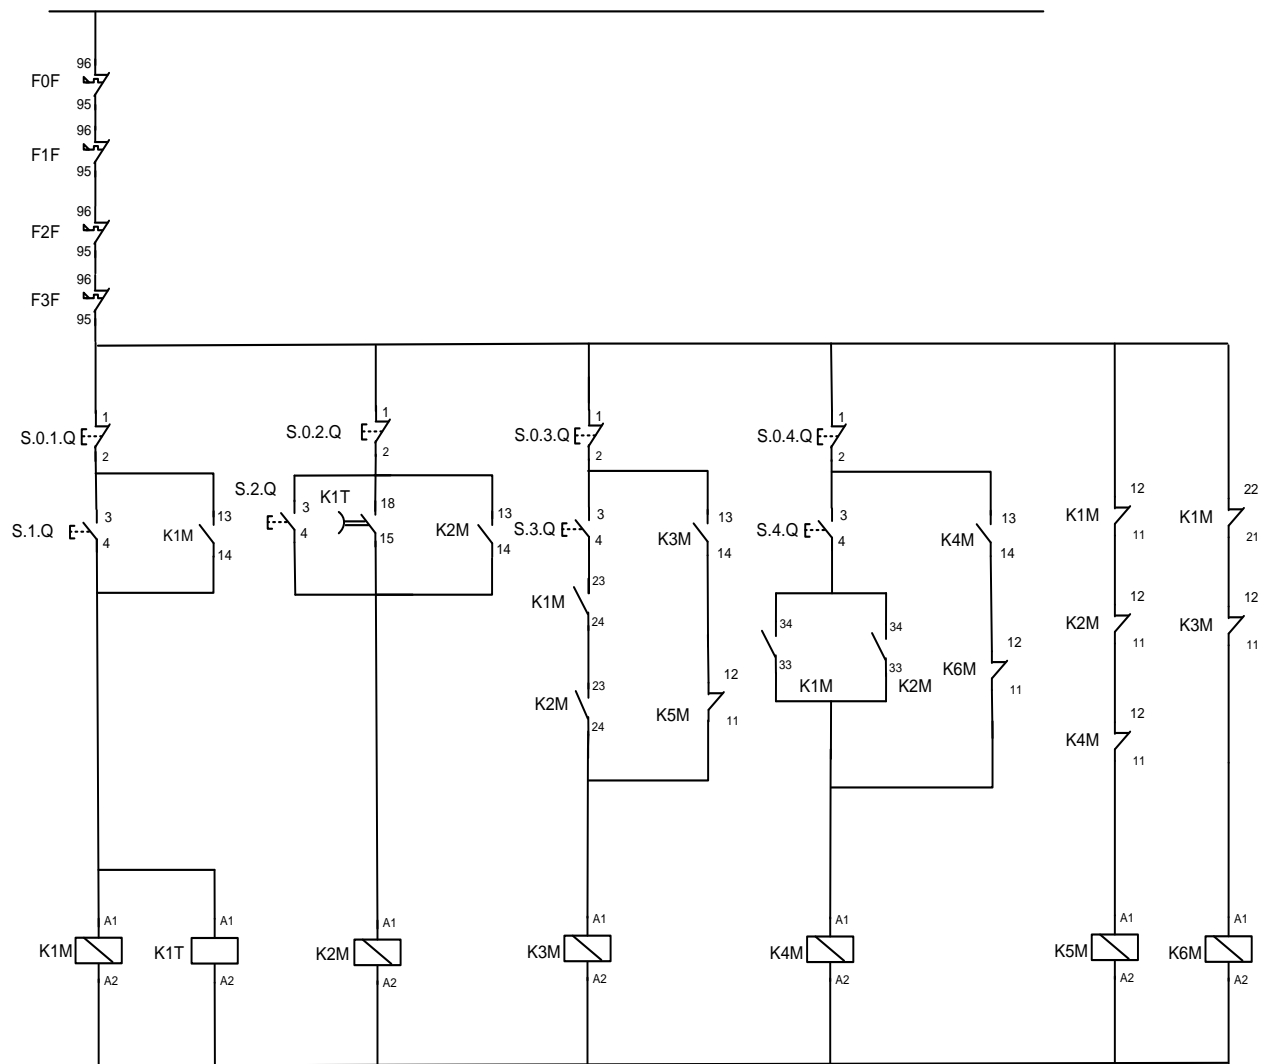 96
F0F
95
96
F1F
95
96
F2F
95
96
F3F
95
1
S.0.1.Q
2
3
S.1.Q
4
13
K1M
14
1
S.0.2.Q
2
S.2.Q
3
4
K1T
18
15
13
K2M
14
1
S.0.3.Q
2
3
S.3.Q
4
13
K3M
14
23
K1M
24
23
K2M
24
12
K5M
11
1
S.0.4.Q
2
3
S.4.Q
4
13
K4M
14
34
33
K1M
34
33
K2M
12
K6M
11
12
K1M
11
12
K2M
11
12
K4M
11
22
K1M
21
12
K3M
11
A1
K1M
A2
A1
K1T
A2
A1
K2M
A2
A1
K3M
A2
A1
K4M
A2
A1
K5M
A2
A1
K6M
A2